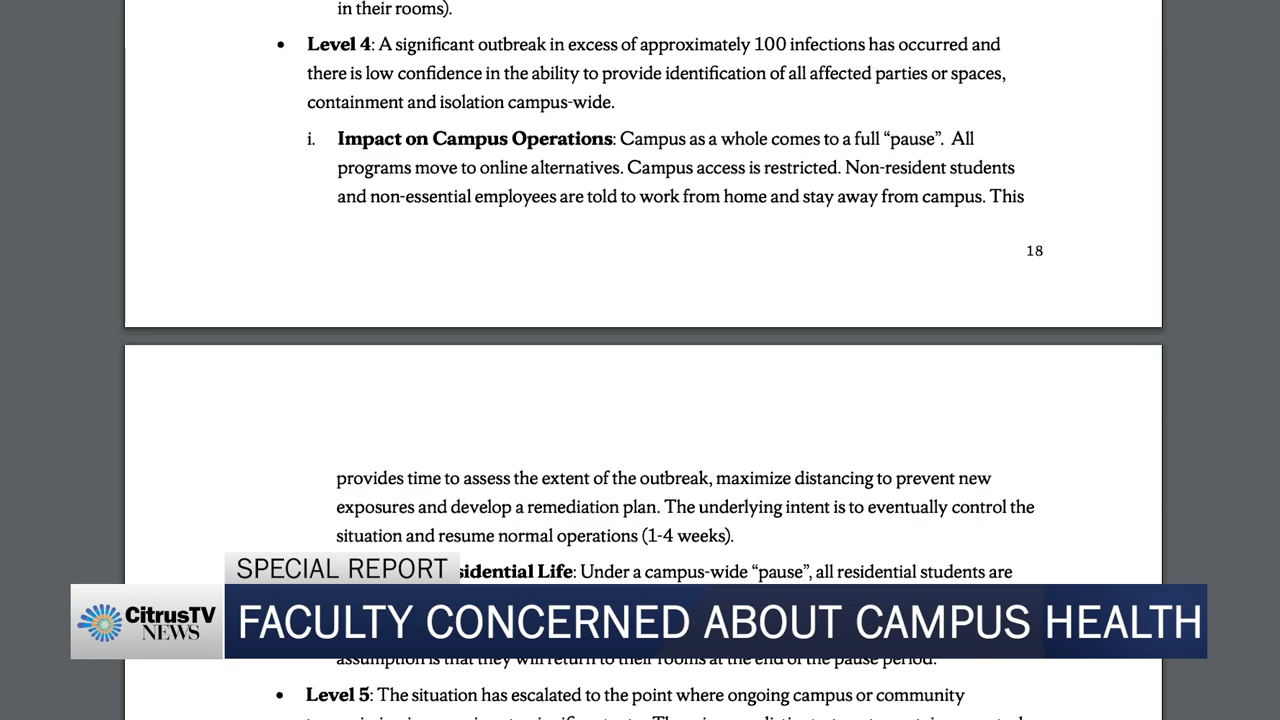 in their rooms).
• Level 4: A significant outbreak in excess of approximately 100 infections has occurred and
there is low confidence in the ability to provide identification of all affected parties or spaces,
containment and isolation campus-wide.
i. Impact on Campus Operations: Campus as a whole comes to a full “pause”. All
programs move to online alternatives. Campus access is restricted. Non-resident students
and non-essential employees are told to work from home and stay away from campus. This
18
provides time to assess the extent of the outbreak, maximize distancing to prevent new
exposures and develop a remediation plan. The underlying intent is to eventually control the
situation and resume normal operations (1-4 weeks).
sidential Life: Under a campus-wide “pause”, all residential students are
SPECIAL REPORT
CitrusTV
NEWS
FACULTY CONCERNED ABOUT CAMPUS HEALTH
assumption is that they will return to their rooms at the end of the pause period.
• Level 5: The situation has escalated to the point where ongoing campus or community